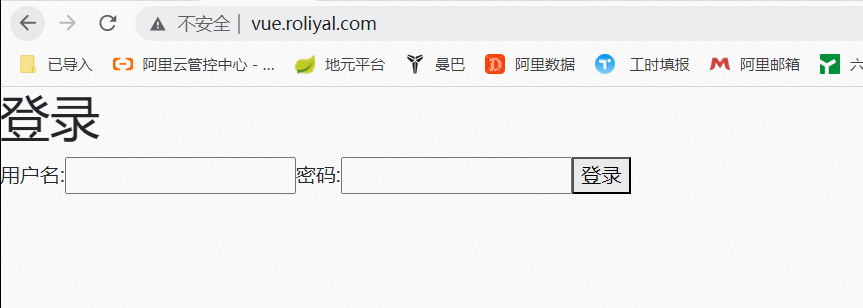 不安全 | vue.roliyal.com
已导入 阿里云管控中心 - ... 地元平台 曼巴 阿里数据 工时填报 阿里邮箱 六
登录
用户名: 密码: 登录